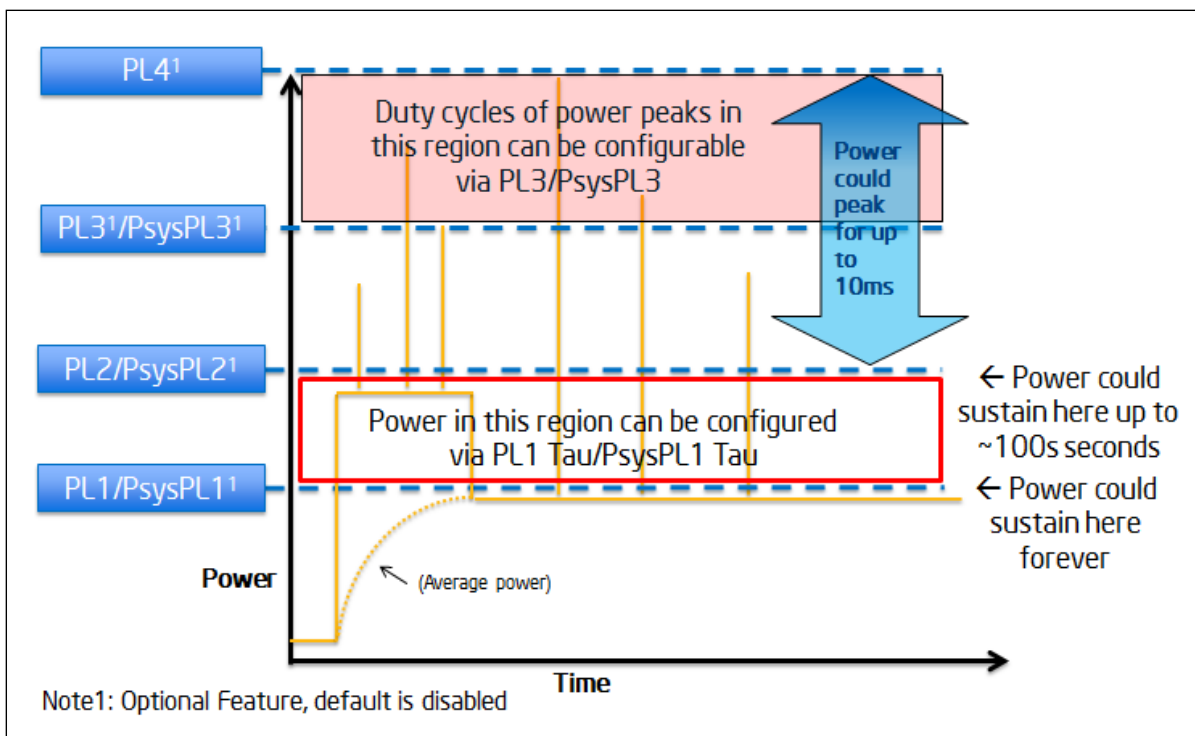 PL4¹
Duty cycles of power peaks in
this region can be configurable
via PL3/PsysPL3
Power
could
peak
for up
to
10ms
PL3¹/PsysPL3¹
PL2/PsysPL2¹
← Power could
sustain here up to
~100s seconds
Power in this region can be configured
via PL1 Tau/PsysPL1 Tau
PL1/PsysPL1¹
← Power could
sustain here
forever
Power
(Average power)
Time
Note1: Optional Feature, default is disabled